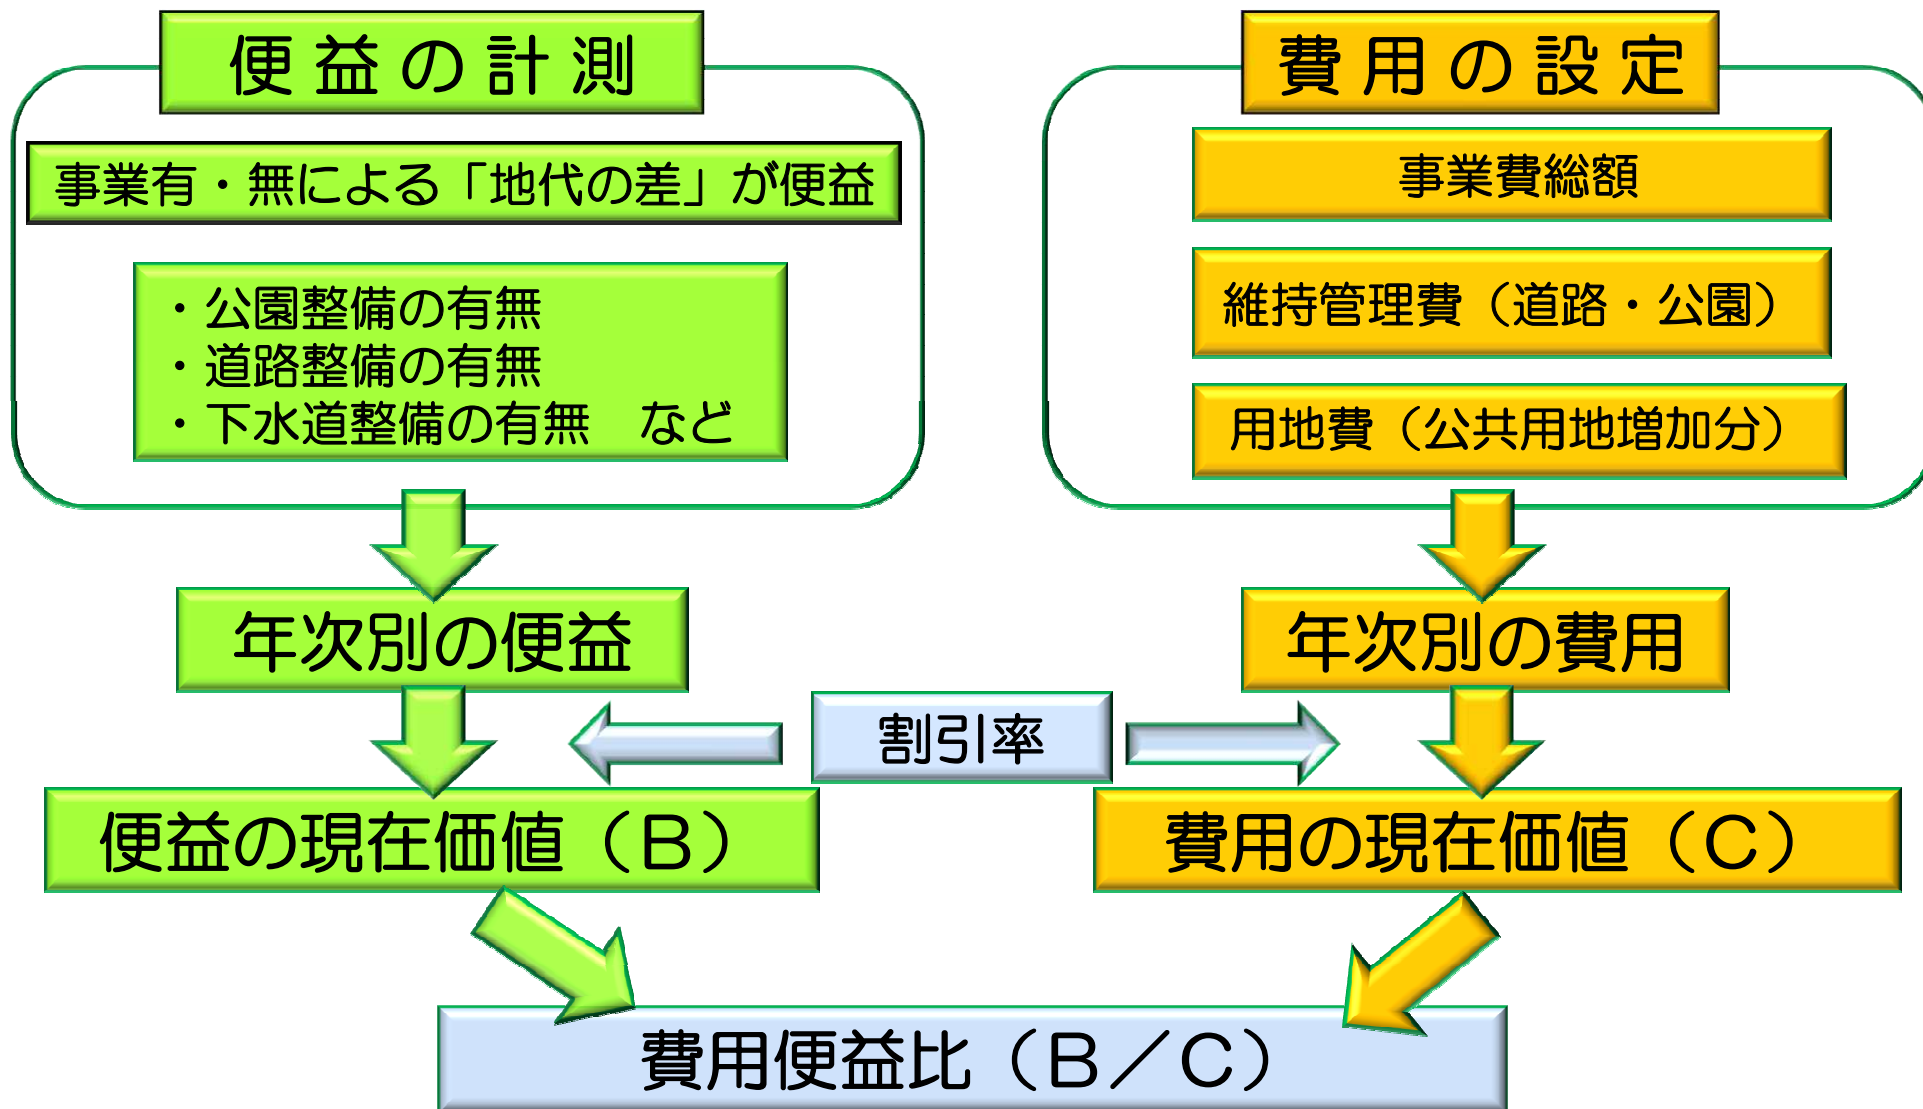 便益の計測
事業有・無による「地代の差」が便益
・公園整備の有無
・道路整備の有無
・下水道整備の有無　など
費用の設定
事業費総額
維持管理費（道路・公園）
用地費（公共用地増加分）
年次別の便益
年次別の費用
割引率
便益の現在価値（Ｂ）
費用の現在価値（Ｃ）
費用便益比（Ｂ／Ｃ）